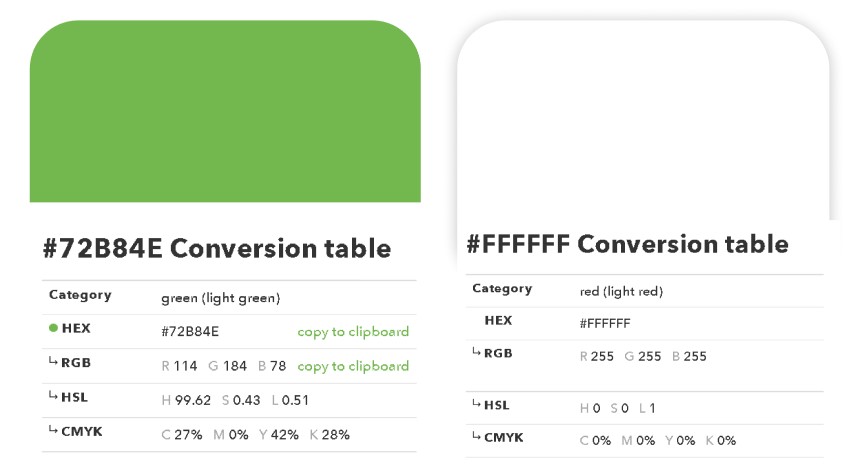 #72B84E Conversion table
Category green (light green)
HEX #72B84E copy to clipboard
↳ RGB R 114 G 184 B 78 copy to clipboard
↳ HSL H 99.62 S 0.43 L 0.51
↳ CMYK C 27% M 0% Y 42% K 28%
#FFFFFF Conversion table
Category red (light red)
HEX #FFFFFF
↳ RGB R 255 G 255 B 255
↳ HSL H 0 S 0 L 1
↳ CMYK C 0% M 0% Y 0% K 0%